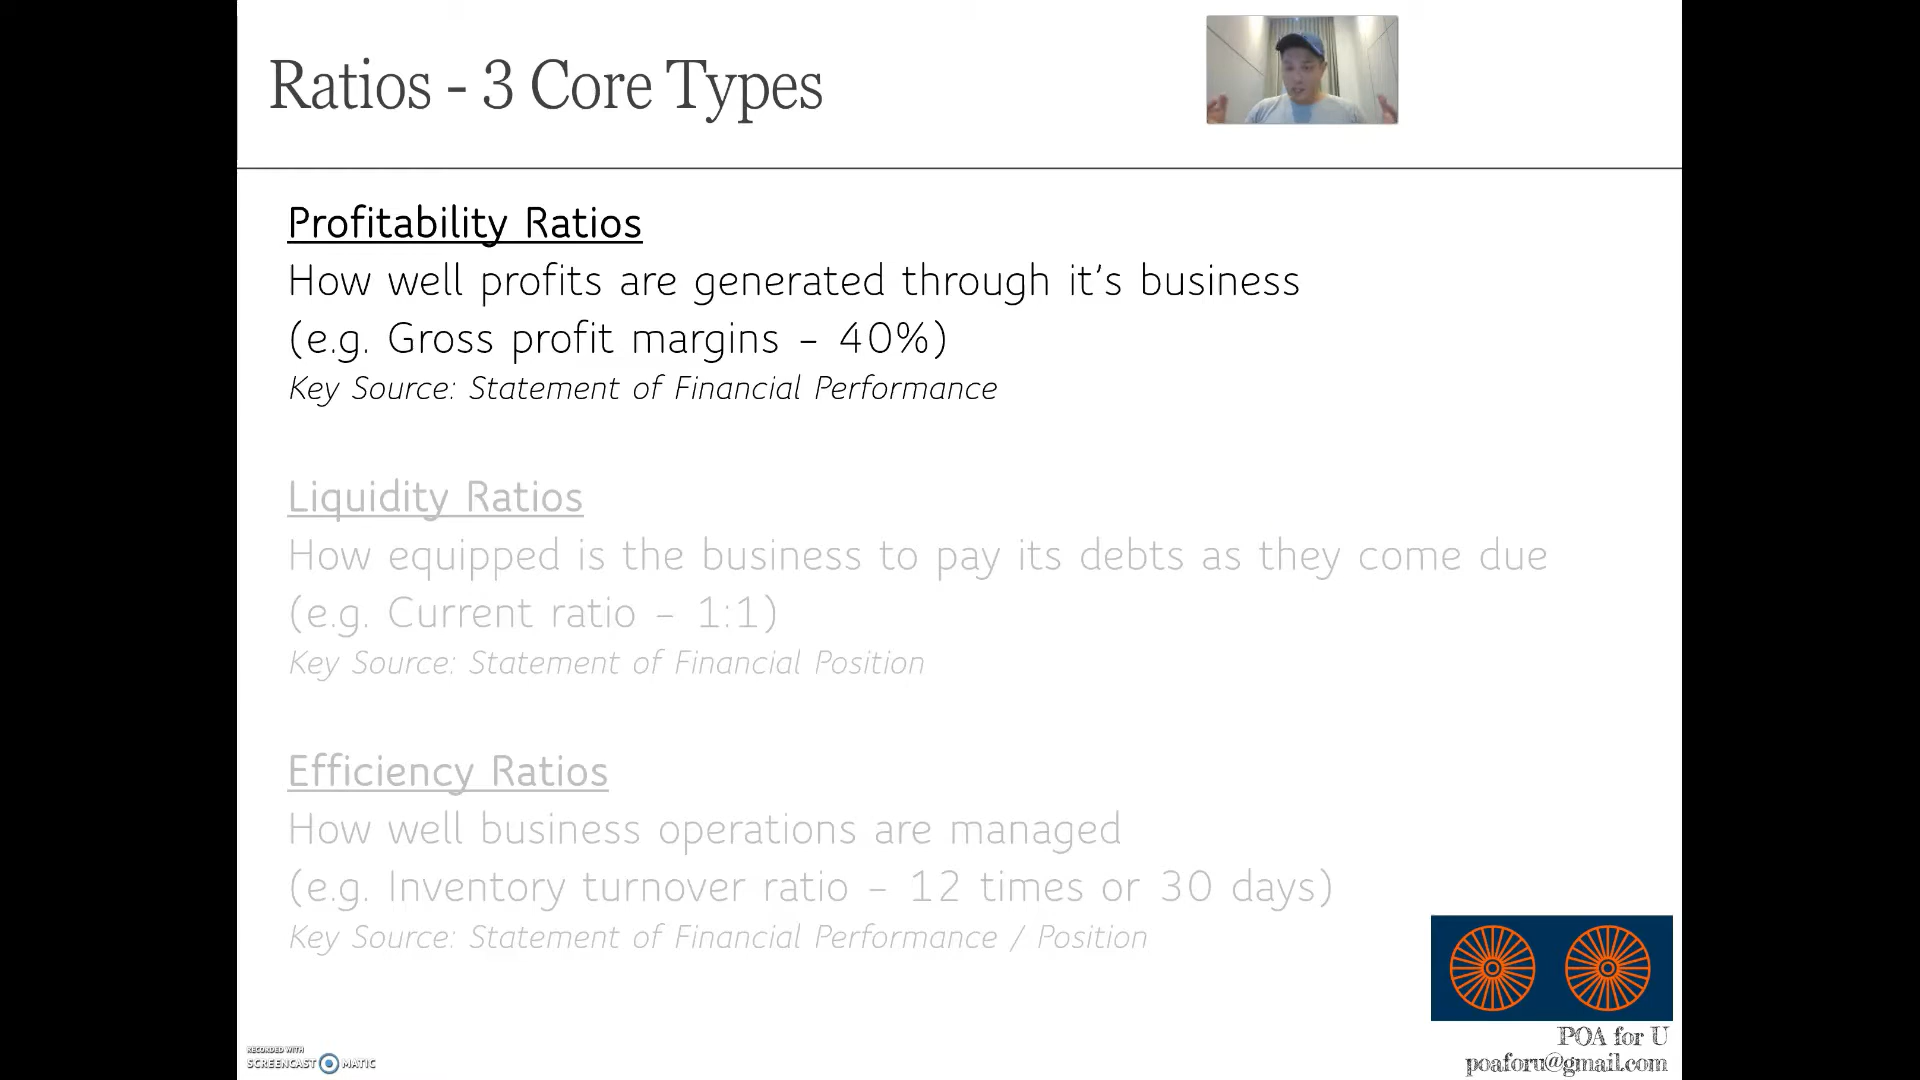 Ratios - 3 Core Types
Profitability Ratios
How well profits are generated through it's business
(e.g. Gross profit margins – 40%)
Key Source: Statement of Financial Performance
Liquidity Ratios
How equipped is the business to pay its debts as they come due
(e.g. Current ratio – 1:1)
Key Source: Statement of Financial Position
Efficiency Ratios
How well business operations are managed
(e.g. Inventory turnover ratio – 12 times or 30 days)
Key Source: Statement of Financial Performance / Position
POA for U
poaforu@gmail.com
RECORDED WITH
SCREENCAST MATIC